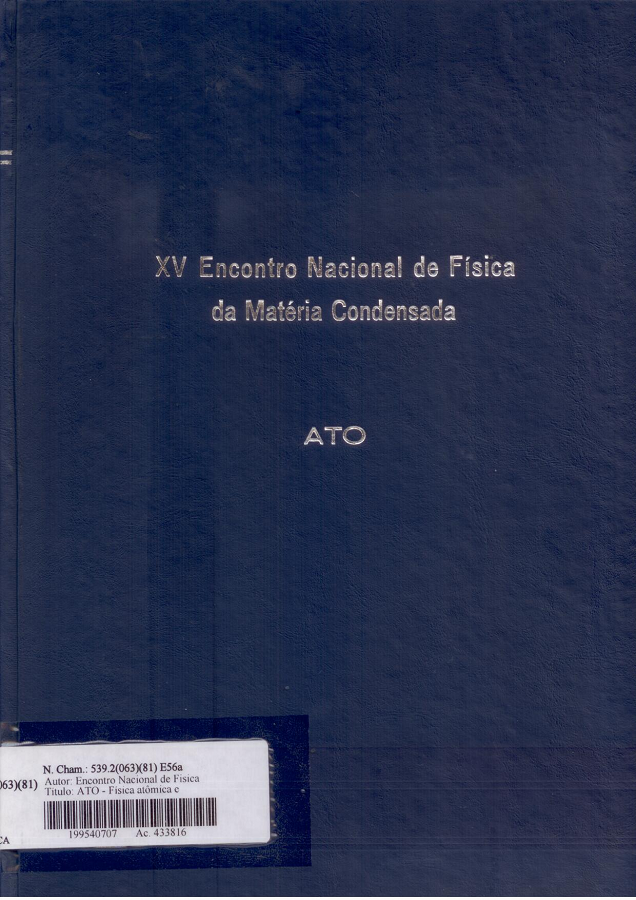 XV Encontro Nacional de Física
da Matéria Condensada
ATO
N. Cham.: 539.2(063)(81) E56a
Autor: Encontro Nacional de Fisica
063)(81)
Titulo: ATO - Fisica atômica e
199540707 Ac. 433816
CA